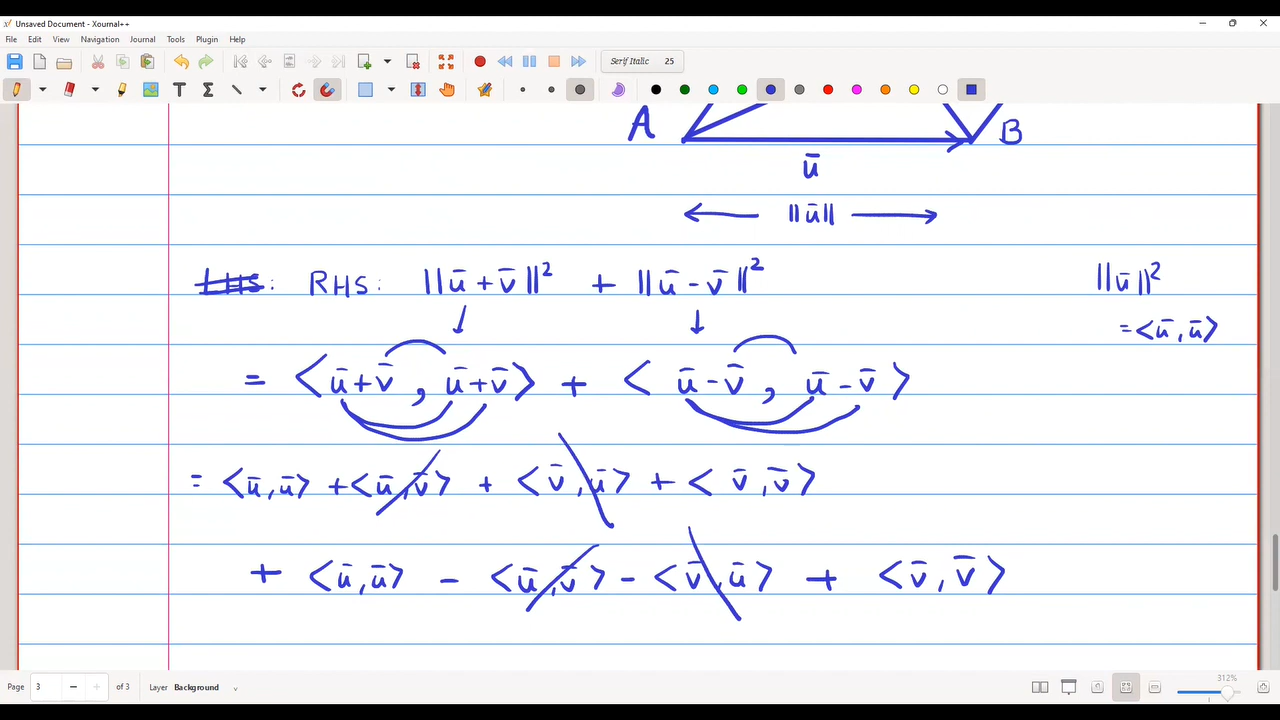 Unsaved Document - Xournal++
File Edit View Navigation Journal Tools Plugin Help
Serif Italic 25
A B
ū
‖ū‖
L̶H̶S̶: RHS: ‖ū + v̄‖² + ‖ū - v̄‖²
‖ū‖²
= <ū, ū>
= <ū+v̄, ū+v̄> + <ū-v̄, ū-v̄>
= <ū,ū> + <ū,v̄> + <v̄,ū> + <v̄,v̄>
+ <ū,ū> - <ū,v̄> - <v̄,ū> + <v̄,v̄>
Page 3 of 3 Layer Background 312%